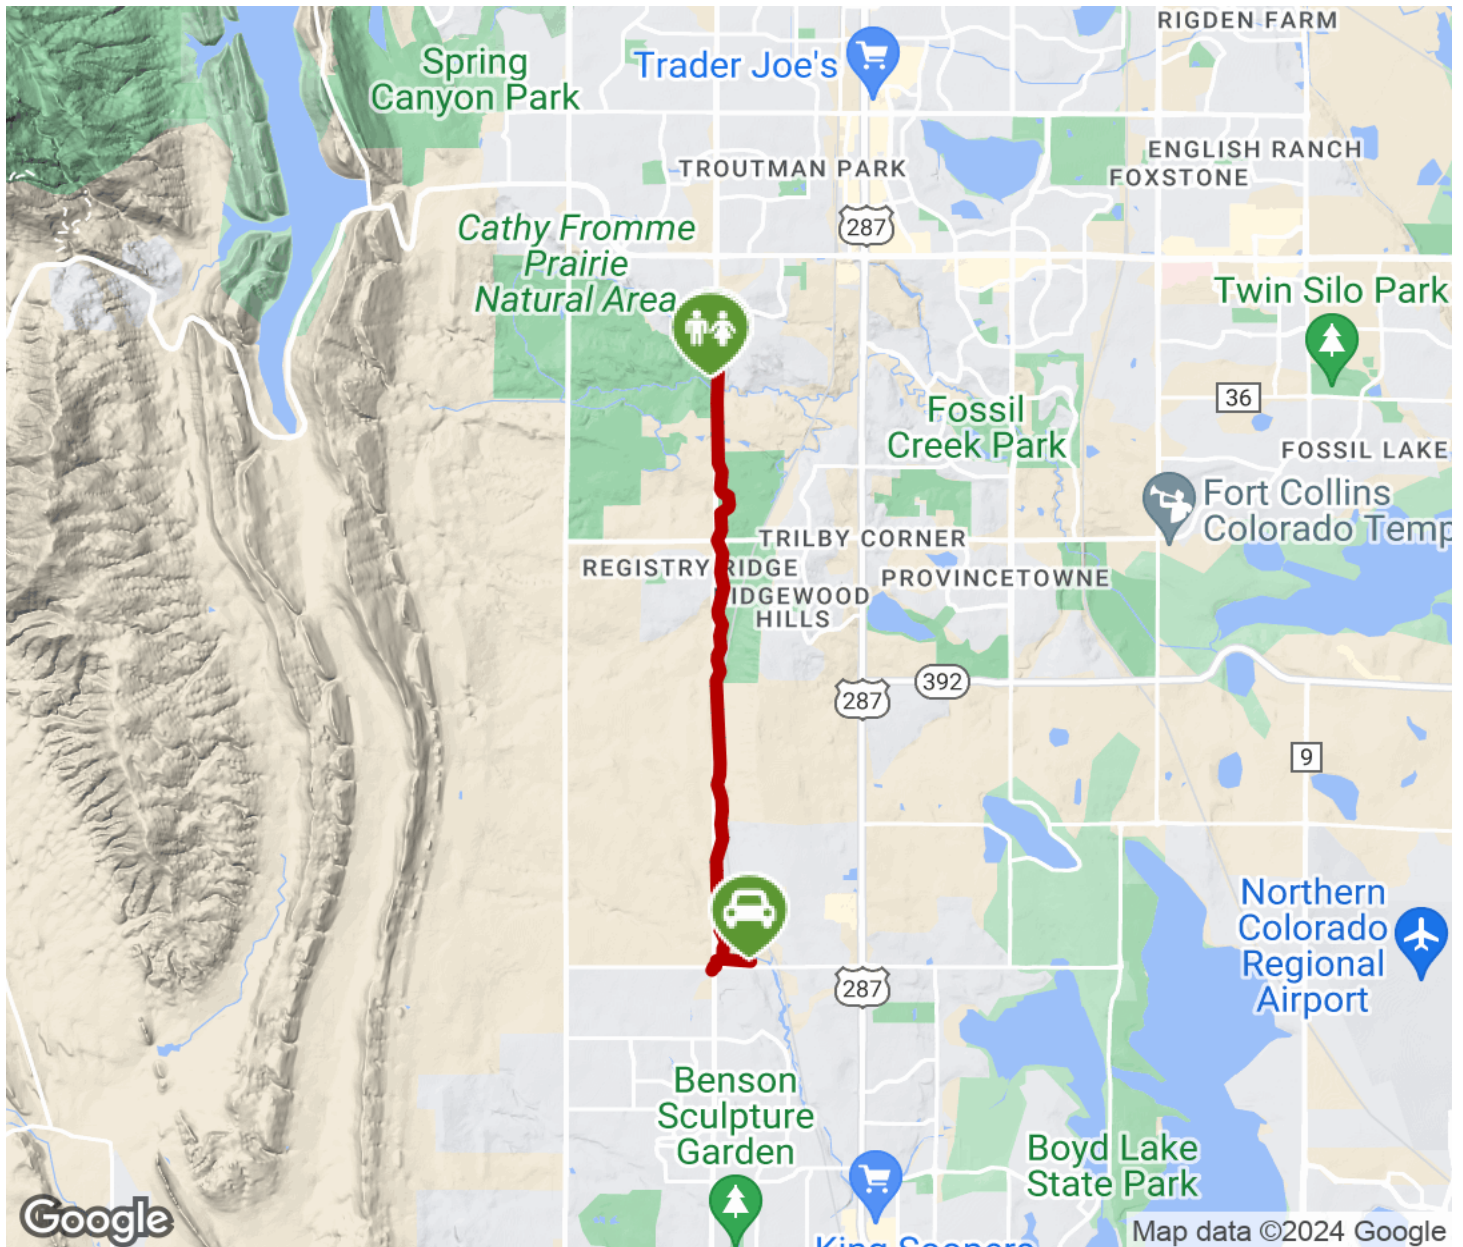 RIGDEN FARM
Spring
Canyon Park
Trader Joe's
TROUTMAN PARK
ENGLISH RANCH
FOXSTONE
287
Cathy Fromme
Prairie
Natural Area
Twin Silo Park
36
Fossil
Creek Park
FOSSIL LAKE
Fort Collins
Colorado Temp
TRILBY CORNER
REGISTRY RIDGE
PROVINCETOWNE
IDGEWOOD
HILLS
392
287
9
Northern
Colorado
Regional
Airport
287
Benson
Sculpture
Garden
Boyd Lake
State Park
King Soopers
Google
Map data ©2024 Google